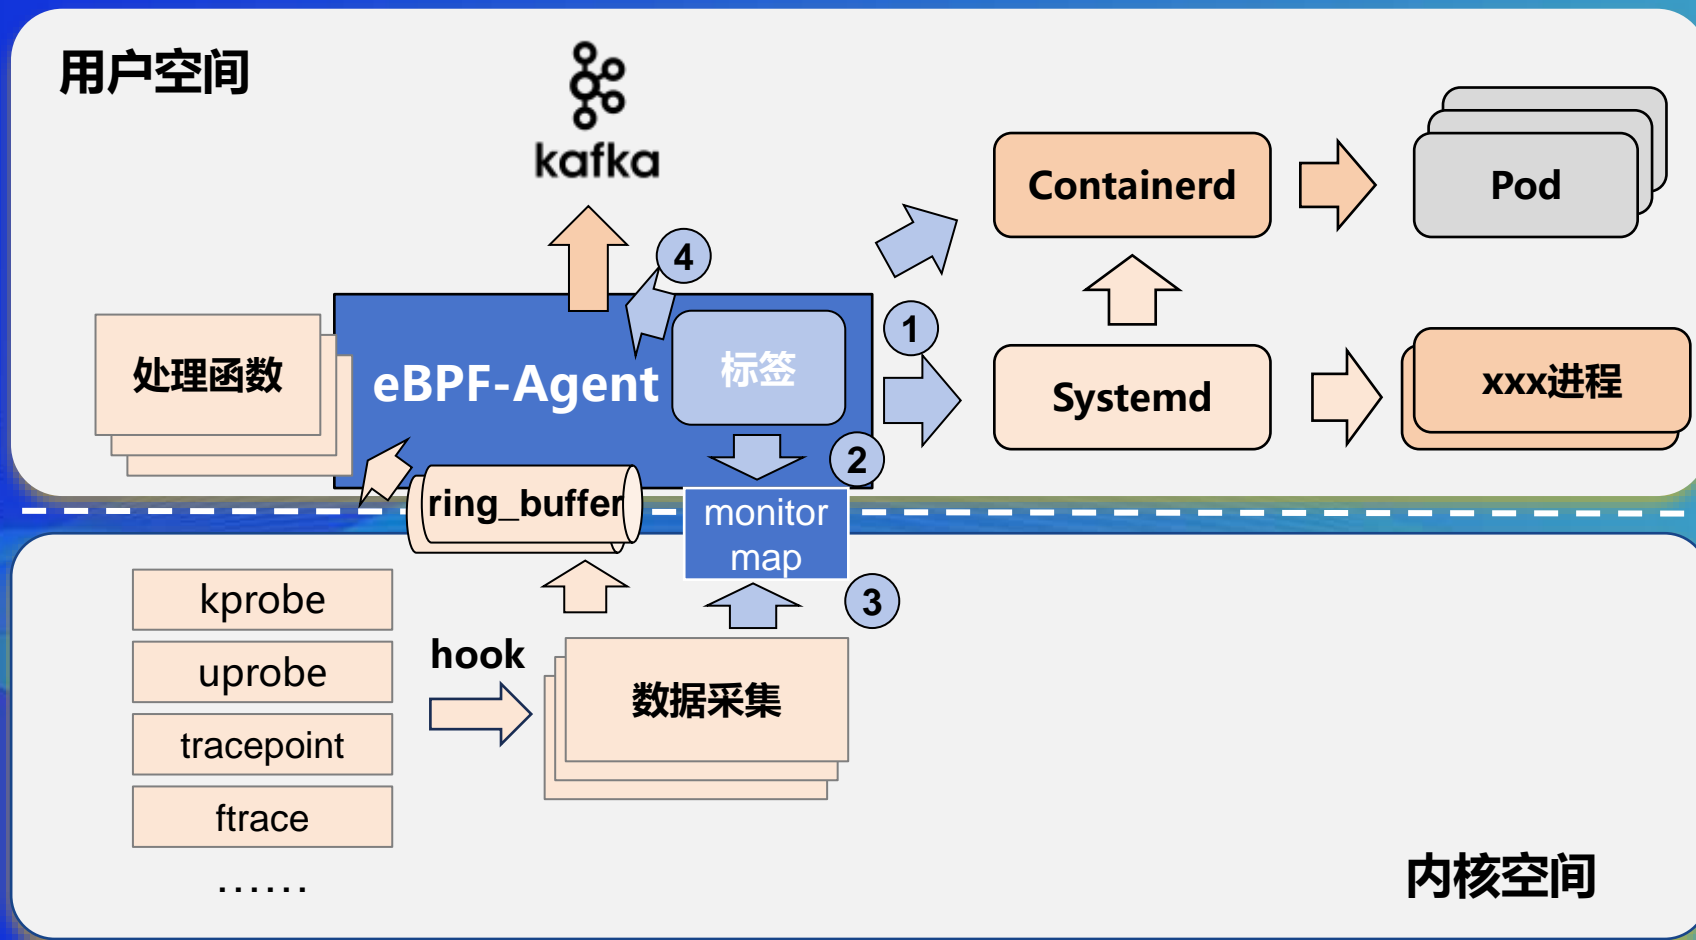 用户空间
kafka
Containerd
Pod
4
1
处理函数
eBPF-Agent
标签
Systemd
xxx进程
2
ring_buffer
monitor
map
3
kprobe
uprobe
tracepoint
ftrace
……
hook
数据采集
内核空间